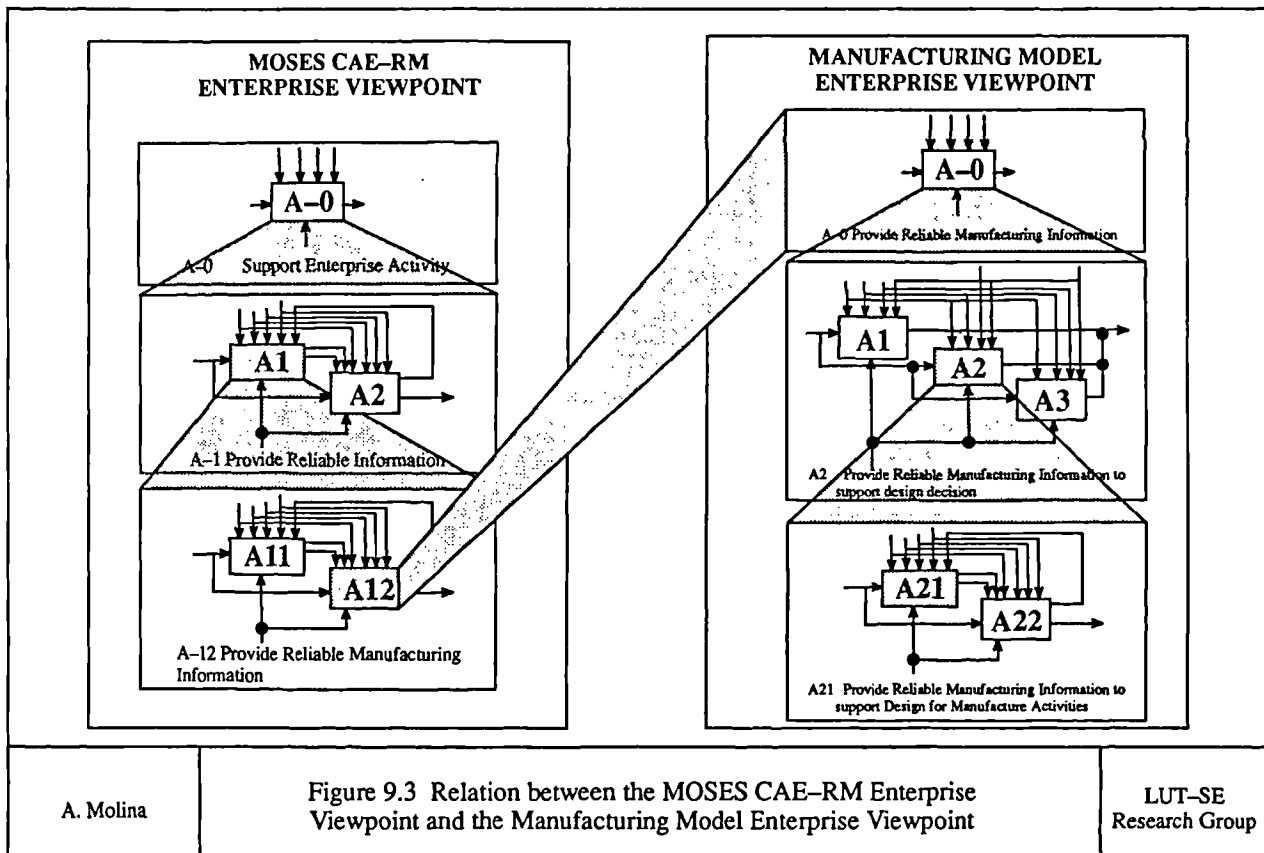 MOSES CAE–RM
ENTERPRISE VIEWPOINT
A–0
A–0 Support Enterprise Activity
A1
A2
A–1 Provide Reliable Information
A11
A12
A–12 Provide Reliable Manufacturing
Information
MANUFACTURING MODEL
ENTERPRISE VIEWPOINT
A–0
A–0 Provide Reliable Manufacturing Information
A1
A2
A3
A2 Provide Reliable Manufacturing Information to
support design decision
A21
A22
A21 Provide Reliable Manufacturing Information to
support Design for Manufacture Activities
A. Molina
Figure 9.3 Relation between the MOSES CAE–RM Enterprise
Viewpoint and the Manufacturing Model Enterprise Viewpoint
LUT–SE
Research Group